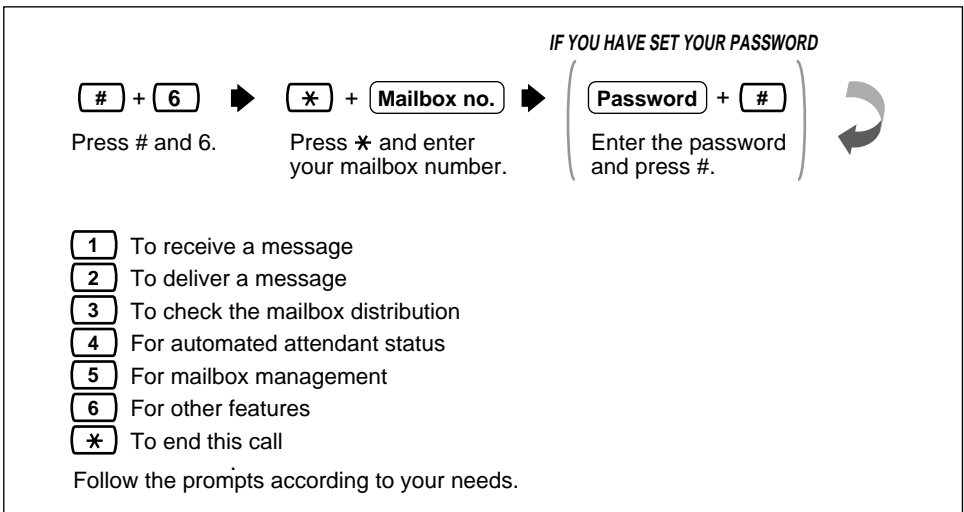 IF YOU HAVE SET YOUR PASSWORD
# + 6 * + Mailbox no. Password + #
Press # and 6. Press * and enter Enter the password
your mailbox number. and press #.
1 To receive a message
2 To deliver a message
3 To check the mailbox distribution
4 For automated attendant status
5 For mailbox management
6 For other features
* To end this call
Follow the prompts according to your needs.